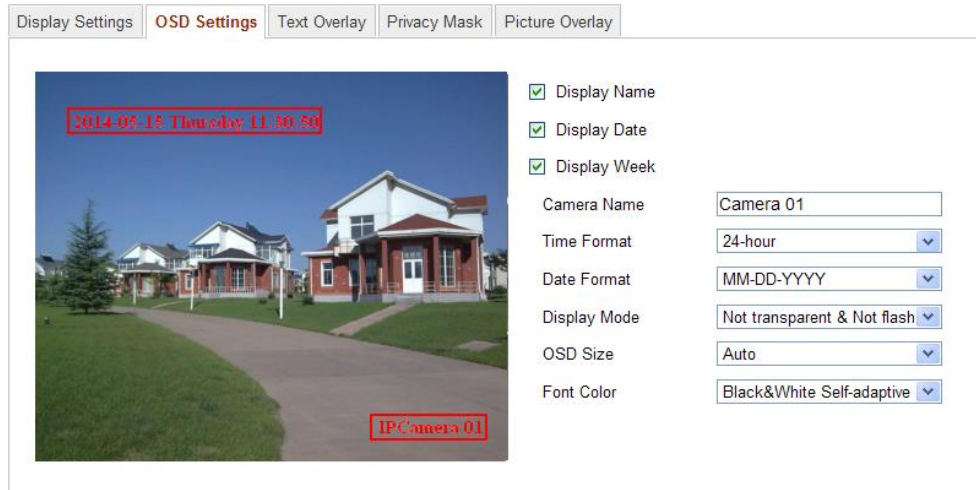 Display Settings OSD Settings Text Overlay Privacy Mask Picture Overlay
2014-05-15 Thursday 11:30:50
IPCamera 01
Display Name
Display Date
Display Week
Camera Name Camera 01
Time Format 24-hour
Date Format MM-DD-YYYY
Display Mode Not transparent & Not flash
OSD Size Auto
Font Color Black&White Self-adaptive